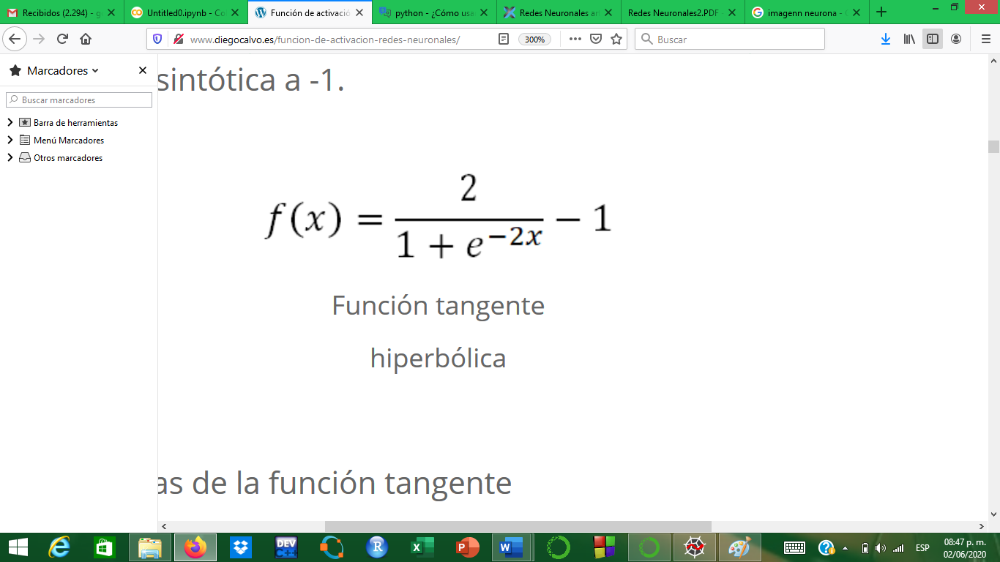 Recibidos (2.294) - g
Untitled0.ipynb - Co
Función de activació
python - ¿Cómo usa
Redes Neuronales ar
Redes Neuronales2.PDF
imagenn neurona -
www.diegocalvo.es/funcion-de-activacion-redes-neuronales/
300%
Buscar
Marcadores
Buscar marcadores
Barra de herramientas
Menú Marcadores
Otros marcadores
sintótica a -1.
f(x) = 2 / (1 + e^{-2x}) - 1
Función tangente
hiperbólica
as de la función tangente
DEV C++
R
X
P
W
ESP
08:47 p. m.
02/06/2020